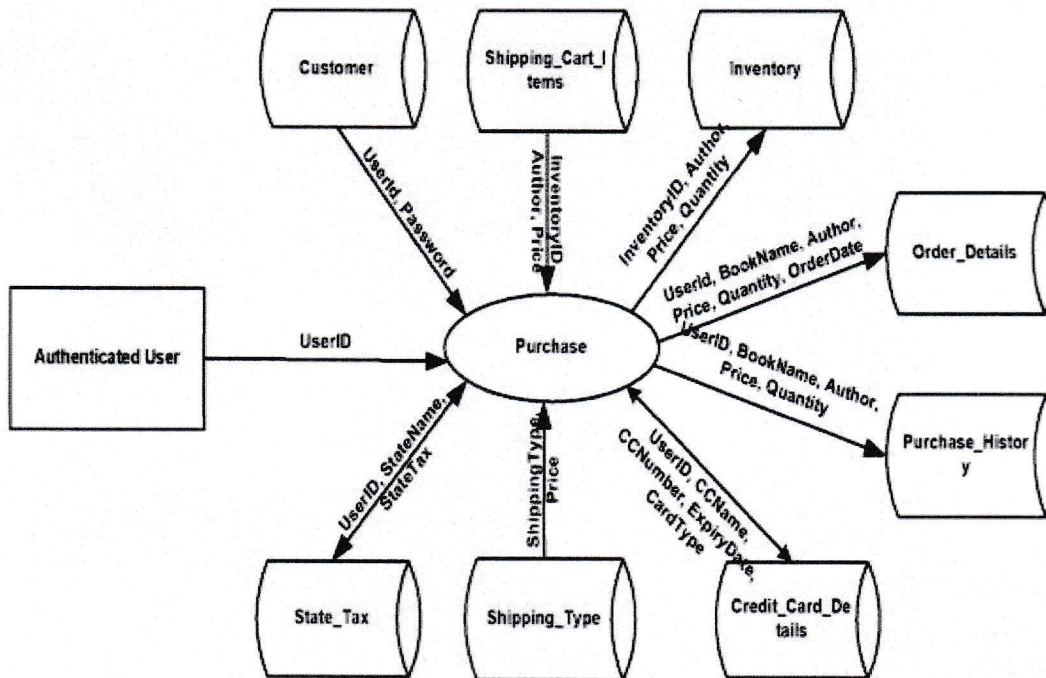 Customer
Shipping_Cart_I
tems
Inventory
UserId, Password
InventoryID
Author, Price
InventoryID, Author,
Price, Quantity
Order_Details
UserId, BookName, Author,
Price, Quantity, OrderDate
Authenticated User
UserID
Purchase
UserID, BookName, Author,
Price, Quantity
Purchase_Histor
y
UserID, StateName,
StateTax
ShippingType,
Price
UserID, CCName,
CCNumber, ExpiryDate,
CardType
State_Tax
Shipping_Type
Credit_Card_De
tails